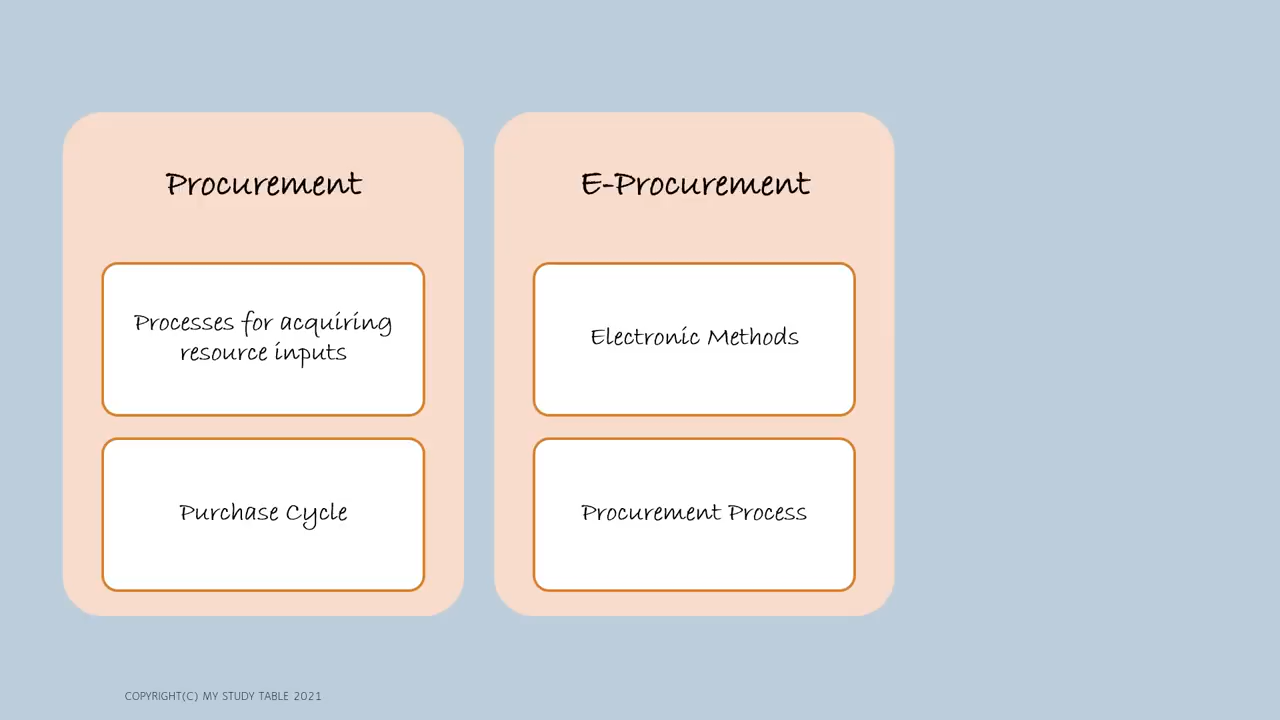 Procurement
Processes for acquiring
resource inputs
Purchase Cycle
E-Procurement
Electronic Methods
Procurement Process
COPYRIGHT(C) MY STUDY TABLE 2021